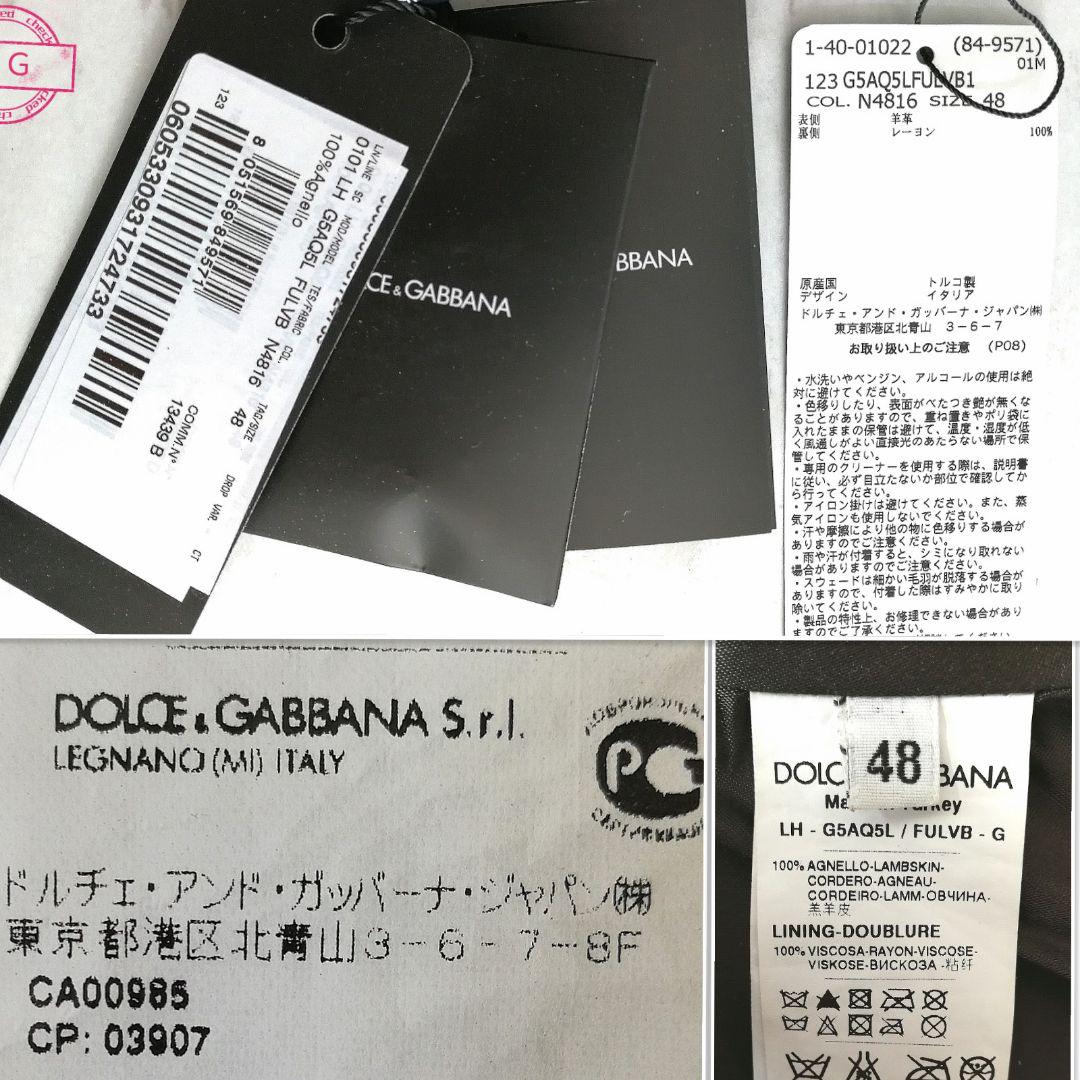 G
123
8 051569 849571
0605330931724733
LN/LINE SC MOD/MODEL TES/FABRIC COL. TAG/SIZE DROP VAR. CT
0101 LH G5AQ5L FULVB N4816 48
100%Agnello
COMM.N°
13439 B
CE&GABBANA
BBANA
1-40-01022 (84-9571)
01M
123 G5AQ5LFULVB1
COL. N4816 SIZE 48
表側 羊革
裏側 レーヨン 100%
原産国 トルコ製
デザイン イタリア
ドルチェ・アンド・ガッバーナ・ジャパン㈱
東京都港区北青山 3-6-7
お取り扱い上のご注意 (P08)
・水洗いやベンジン、アルコールの使用は絶
対に避けてください。
・色移りしたり、表面がべたつき艶が無くな
ることがありますので、重ね置きやポリ袋に
入れたままの保管は避けて、温度・湿度が低
く風通しがよい直接光のあたらない場所で保
管してください。
・専用のクリーナーを使用する際は、説明書
に従い、必ず目立たないか部位で確認してか
ら行ってください。
・アイロン掛けは避けてください。また、蒸
気アイロンも使用しないでください。
・汗や摩擦により他の物に色移りする場合が
ありますのでご注意ください。
・雨や汗が付着すると、シミになり取れない
場合がありますのでご注意ください。
・スウェードは細かい毛羽が脱落する場合が
ありますので、付着した際はすみやかに取り
除いてください。
・製品の特性上、お修理できない場合があり
ますのでご了承ください。
DOLCE&GABBANA S.r.l.
LEGNANO (MI) ITALY
ドルチェ・アンド・ガッバーナ・ジャパン㈱
東京都港区北青山3-6-7-8F
CA00985
CP: 03907
48
DOLC BANA
Ma Turkey
LH - G5AQ5L / FULVB - G
100% AGNELLO-LAMBSKIN-
CORDERO-AGNEAU-
CORDEIRO-LAMM-ОВЧИНА-
羔羊皮
LINING-DOUBLURE
100% VISCOSA-RAYON-VISCOSE-
VISKOSE-ВИСКОЗА-粘纤